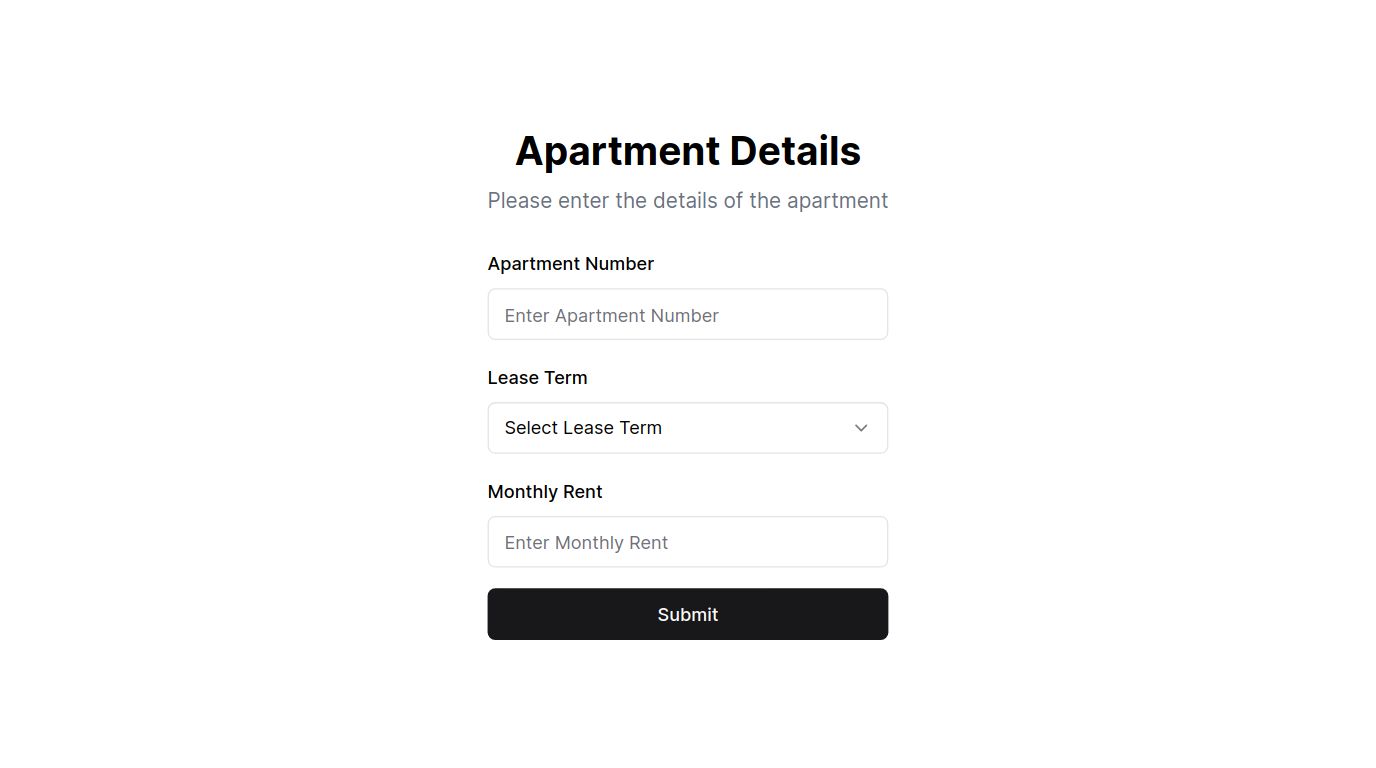 Apartment Details
Please enter the details of the apartment
Apartment Number
Enter Apartment Number
Lease Term
Select Lease Term
Monthly Rent
Enter Monthly Rent
Submit